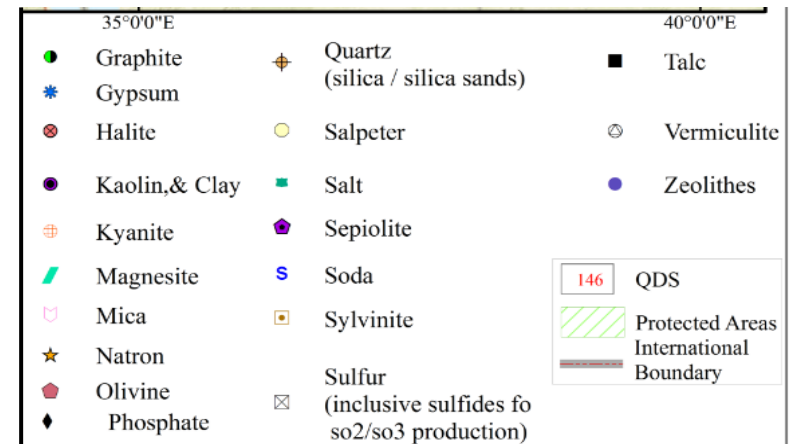 35°0'0"E
40°0'0"E
Graphite
Gypsum
Halite
Kaolin,& Clay
Kyanite
Magnesite
Mica
Natron
Olivine
Phosphate
Quartz
(silica / silica sands)
Salpeter
Salt
Sepiolite
S Soda
Sylvinite
Sulfur
(inclusive sulfides fo
so2/so3 production)
Talc
Vermiculite
Zeolithes
146 QDS
Protected Areas
International
Boundary